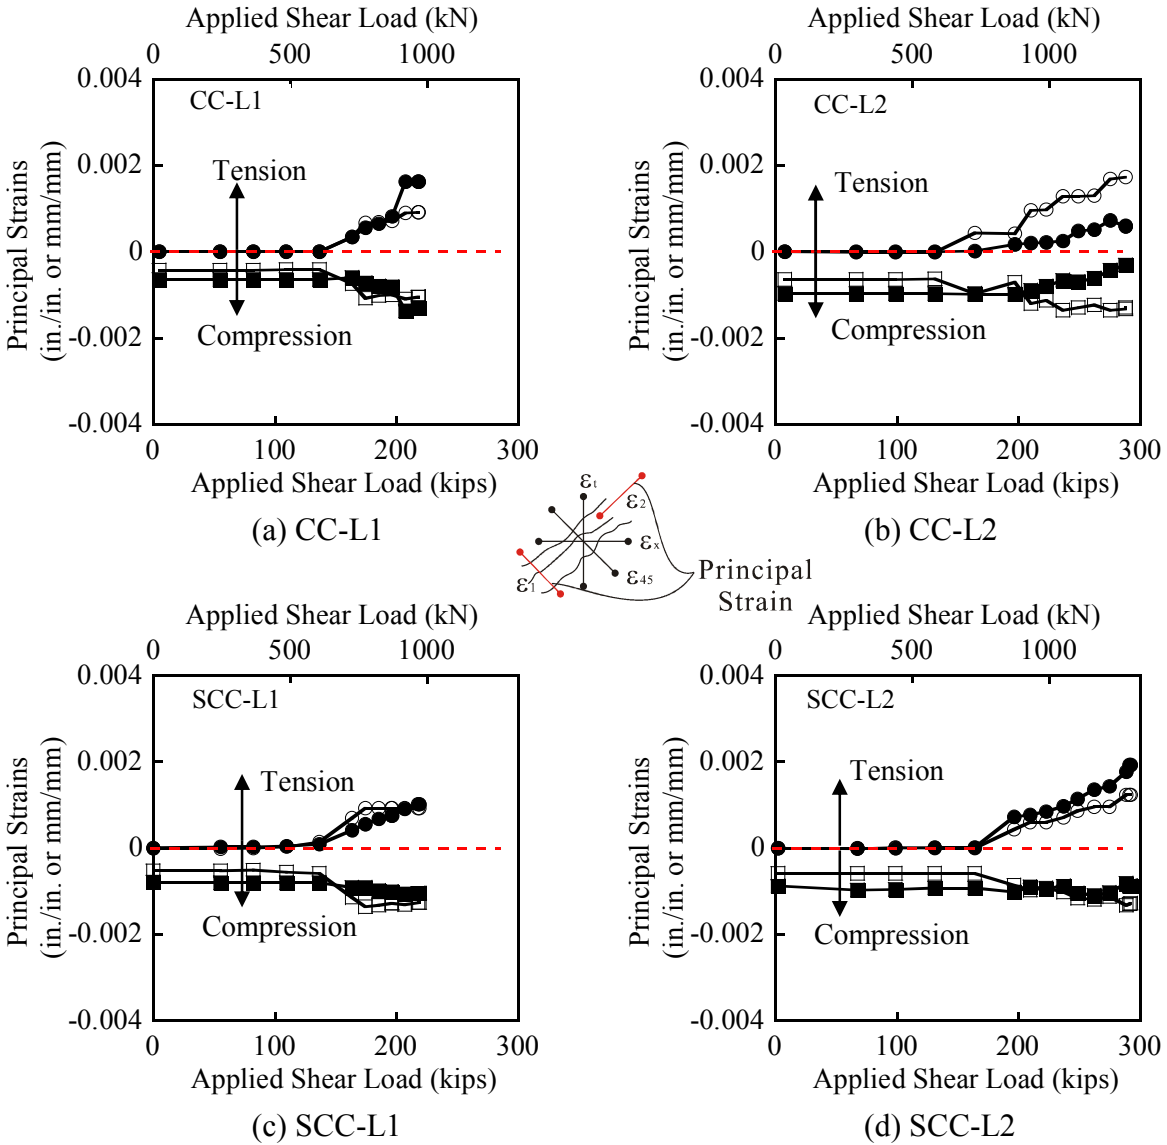 Applied Shear Load (kN)
0 500 1000
0.004
0.002
0
-0.002
-0.004
Principal Strains
(in./in. or mm/mm)
CC-L1
Tension
Compression
0 100 200 300
Applied Shear Load (kips)
(a) CC-L1
Applied Shear Load (kN)
0 500 1000
0.004
0.002
0
-0.002
-0.004
Principal Strains
(in./in. or mm/mm)
CC-L2
Tension
Compression
0 100 200 300
Applied Shear Load (kips)
(b) CC-L2
εt
ε2
εx
ε45
ε1
Principal
Strain
Applied Shear Load (kN)
0 500 1000
0.004
0.002
0
-0.002
-0.004
Principal Strains
(in./in. or mm/mm)
SCC-L1
Tension
Compression
0 100 200 300
Applied Shear Load (kips)
(c) SCC-L1
Applied Shear Load (kN)
0 500 1000
0.004
0.002
0
-0.002
-0.004
Principal Strains
(in./in. or mm/mm)
SCC-L2
Tension
Compression
0 100 200 300
Applied Shear Load (kips)
(d) SCC-L2